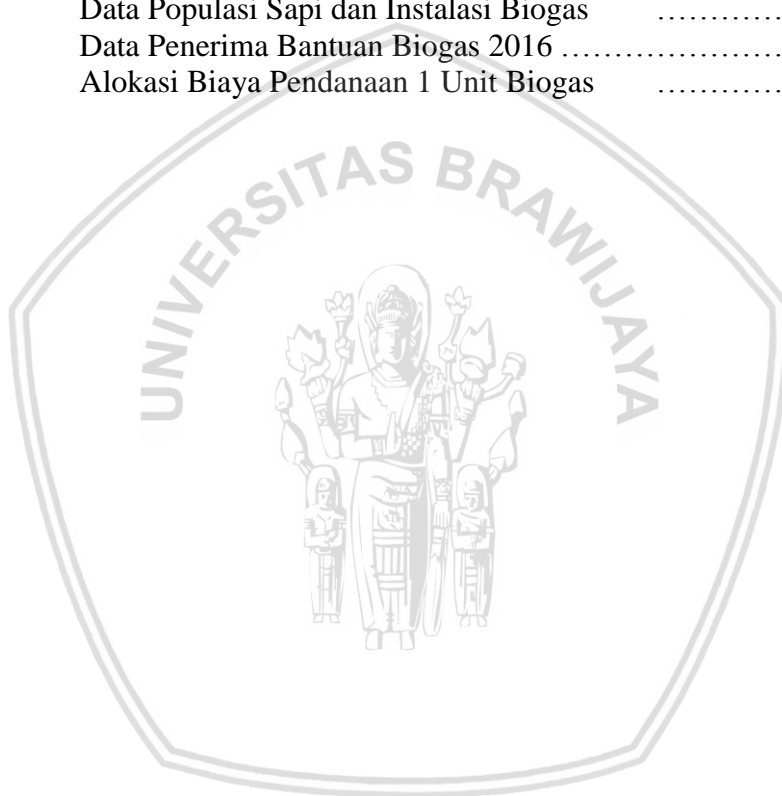 Data Populasi Sapi dan Instalasi Biogas …………
Data Penerima Bantuan Biogas 2016 …………………
Alokasi Biaya Pendanaan 1 Unit Biogas …………
UNIVERSITAS BRAWIJAYA